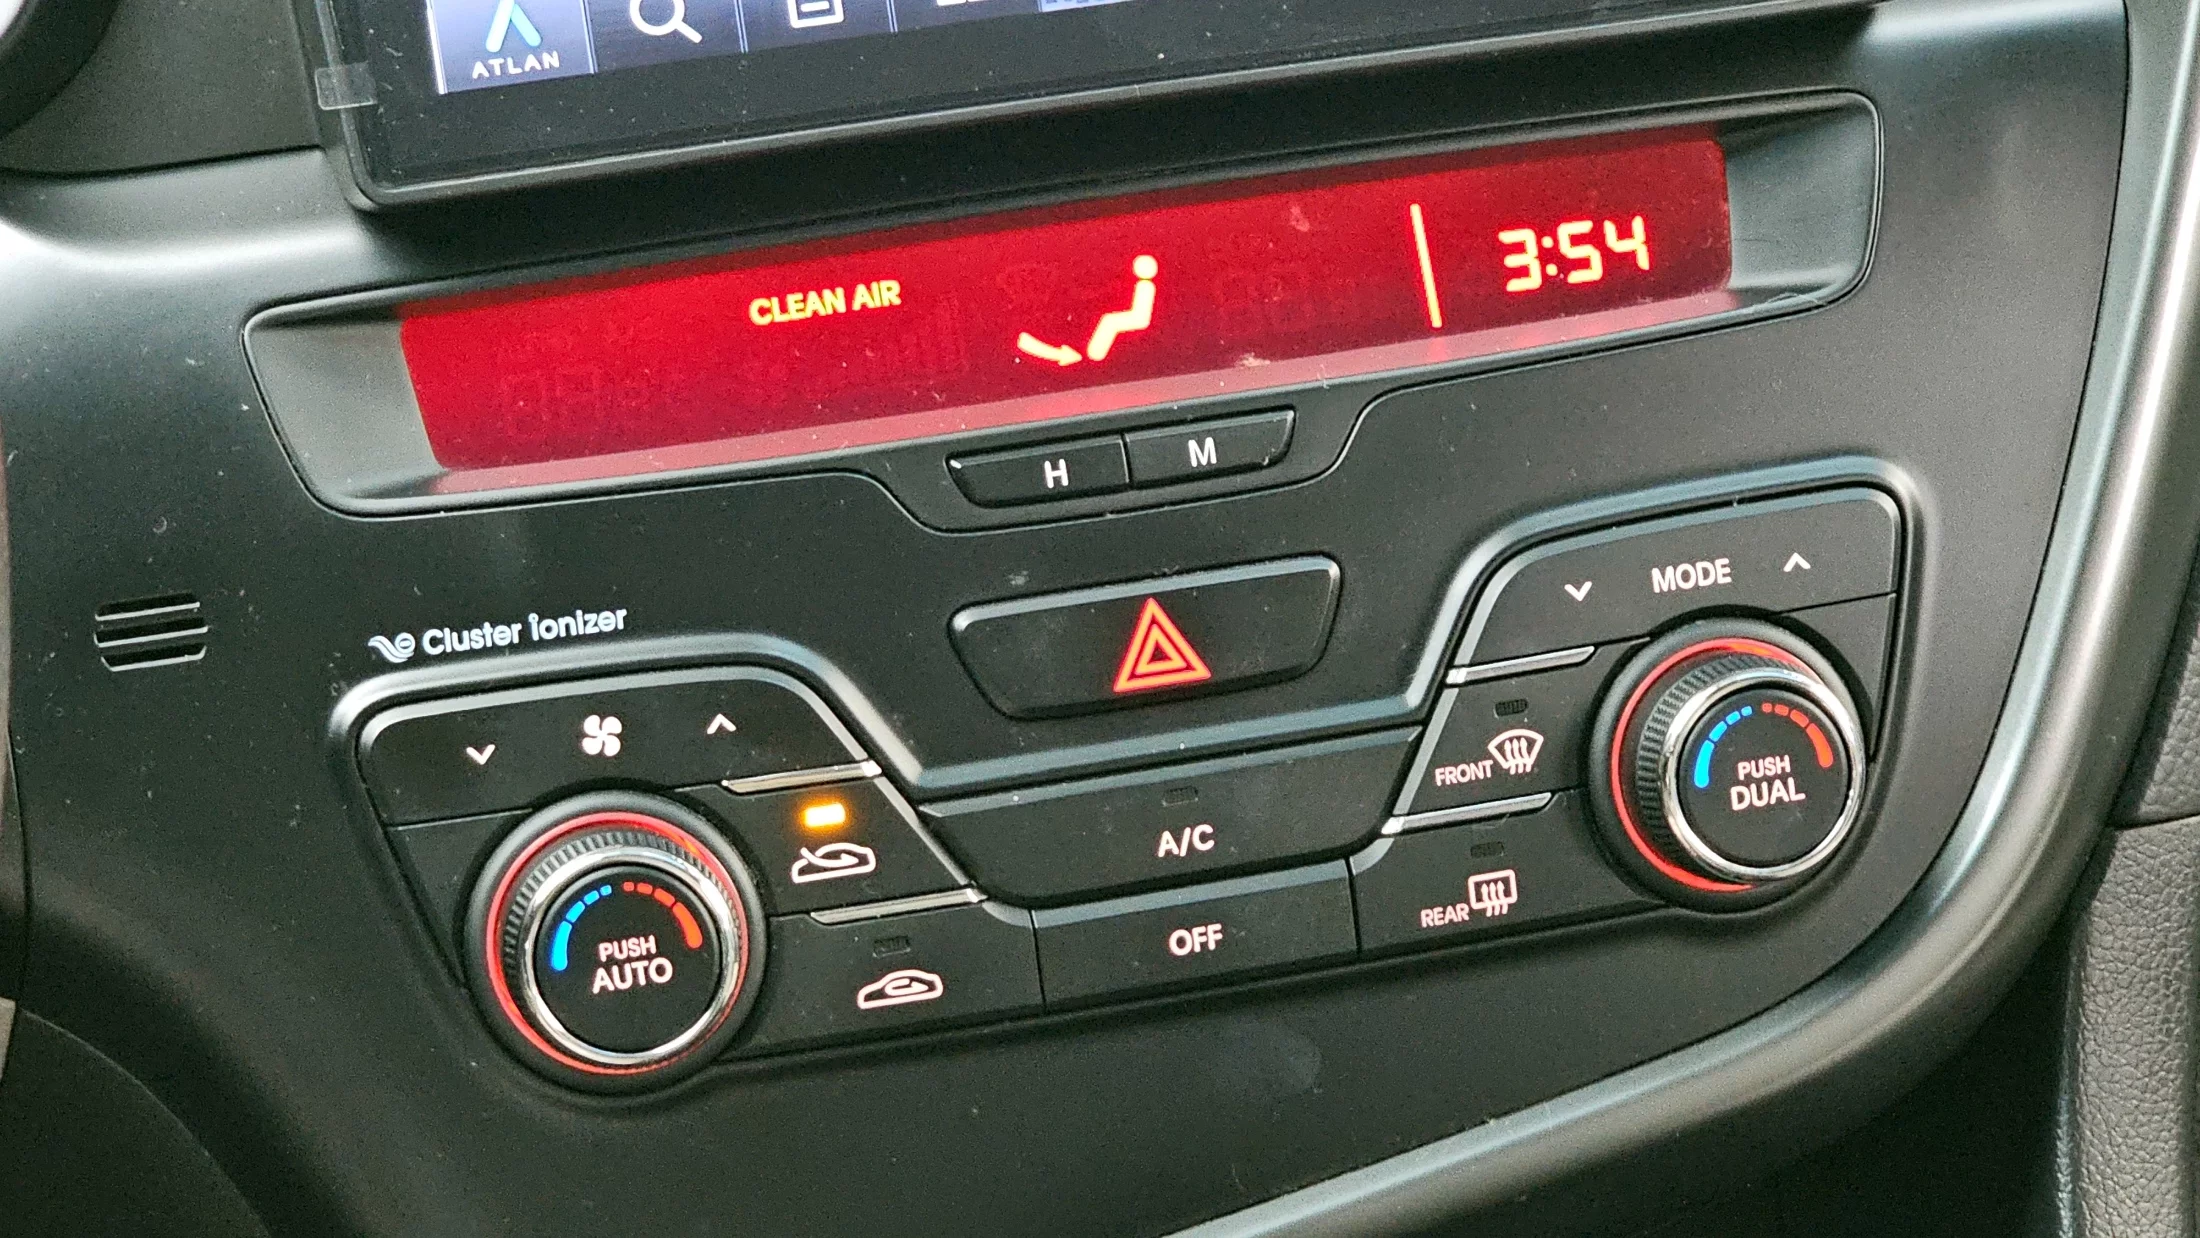 ATLAN
CLEAN AIR
3:54
H
M
MODE
Cluster ionizer
FRONT
PUSH
DUAL
A/C
REAR
OFF
PUSH
AUTO